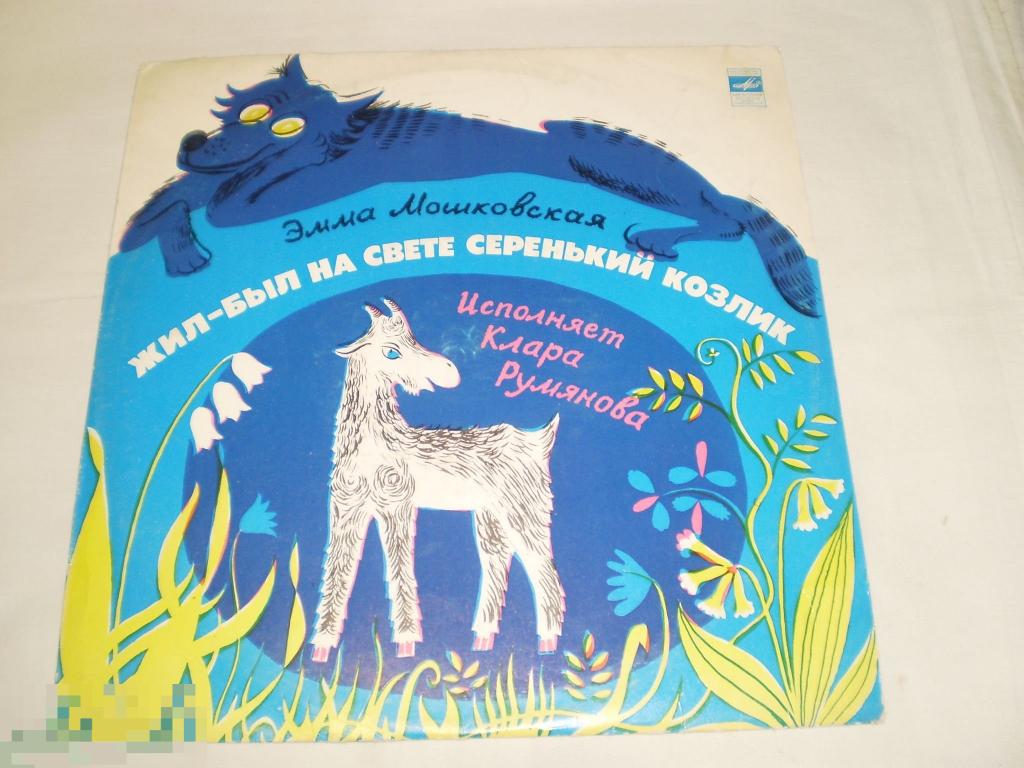 Эмма Мошковская
ЖИЛ-БЫЛ НА СВЕТЕ СЕРЕНЬКИЙ КОЗЛИК
Исполняет
Клара
Румянова